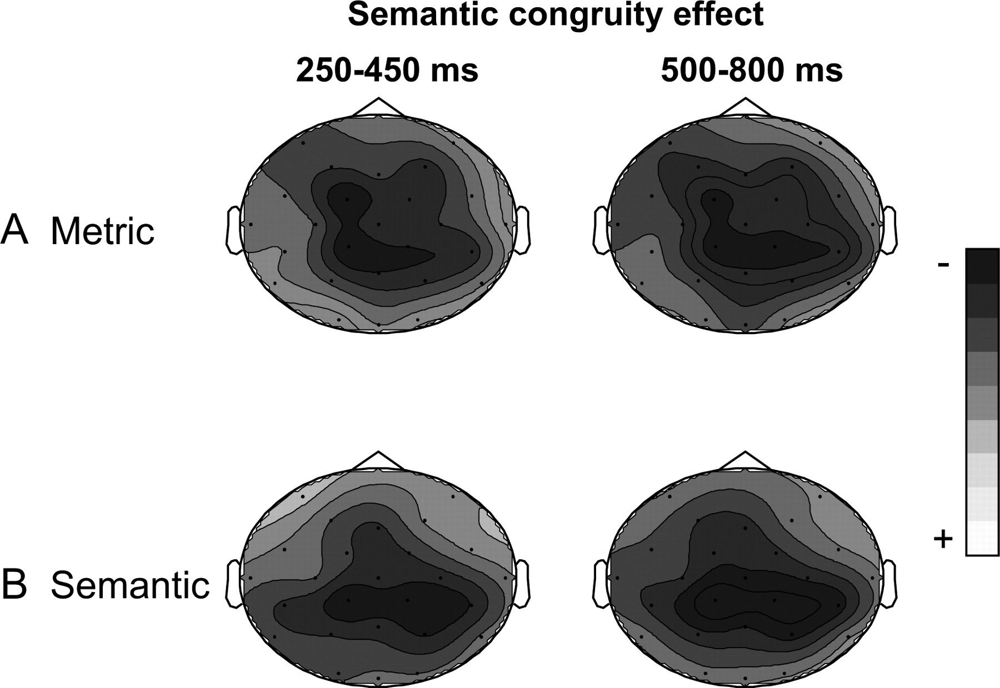 Semantic congruity effect
250-450 ms
500-800 ms
A Metric
-
+
B Semantic